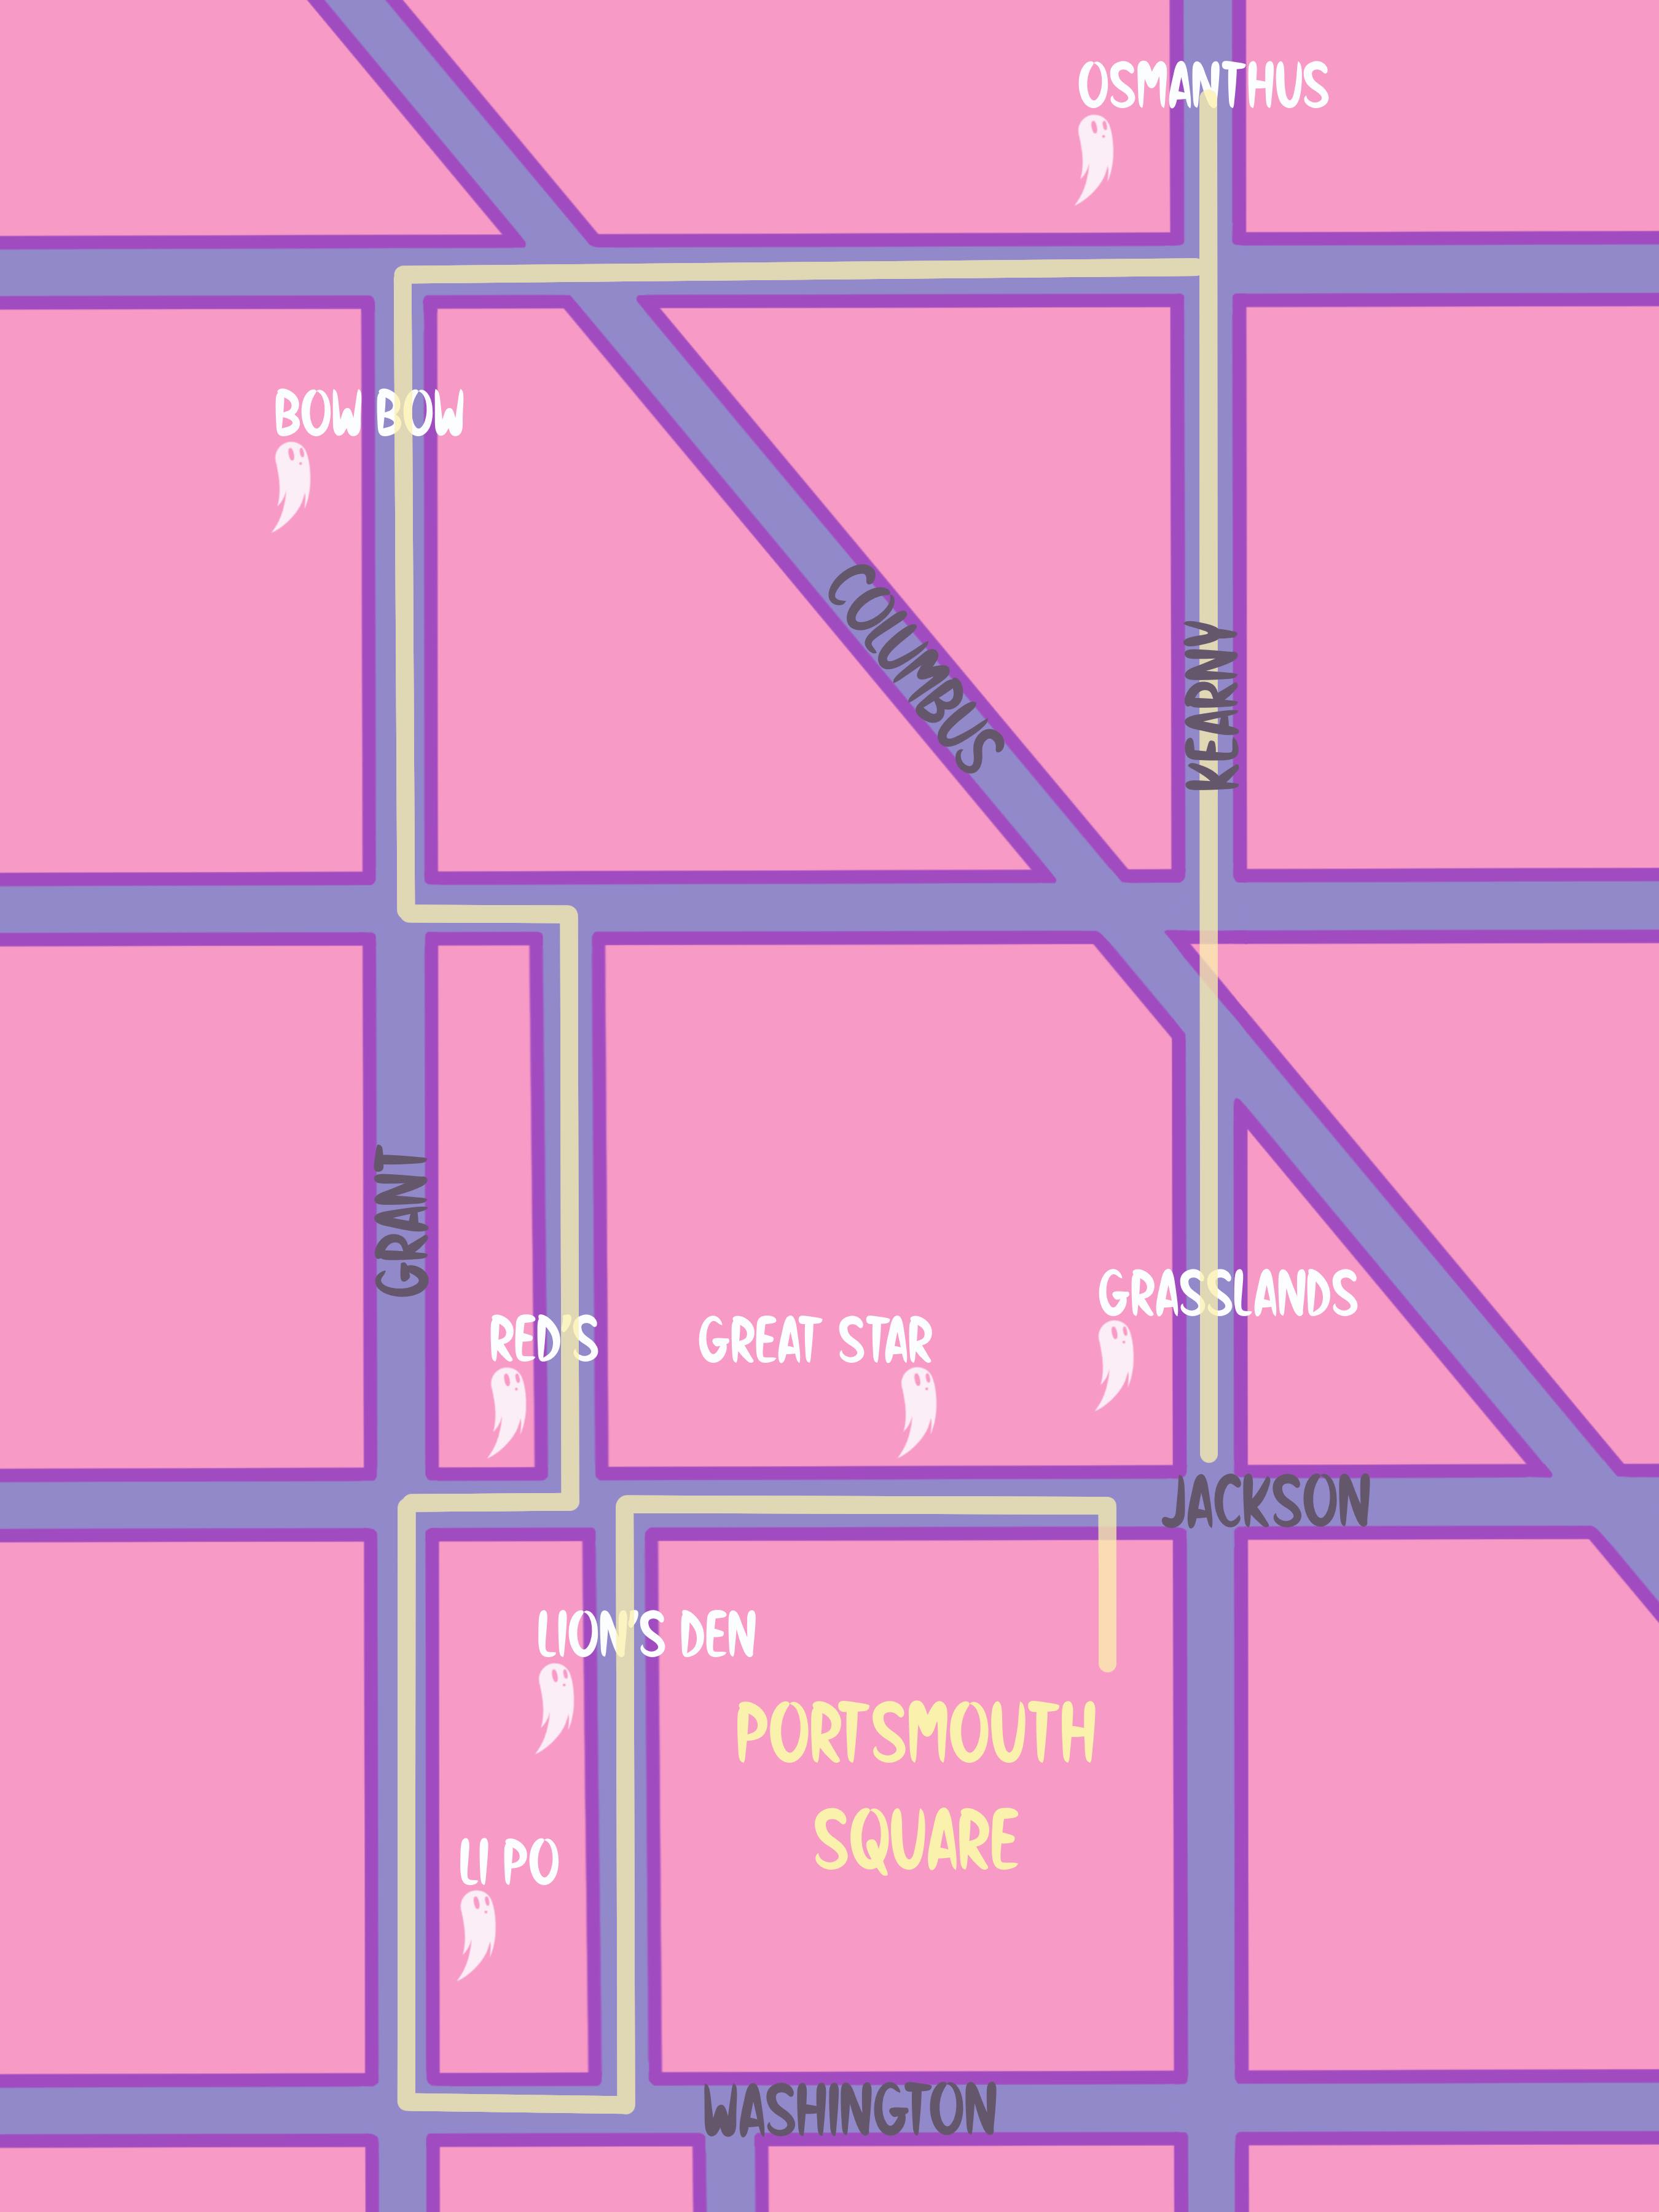 OSMANTHUS
BOW BOW
COLUMBUS
KEARNY
GRANT
GRASSLANDS
RED'S
GREAT STAR
JACKSON
LION'S DEN
PORTSMOUTH
SQUARE
LI PO
WASHINGTON